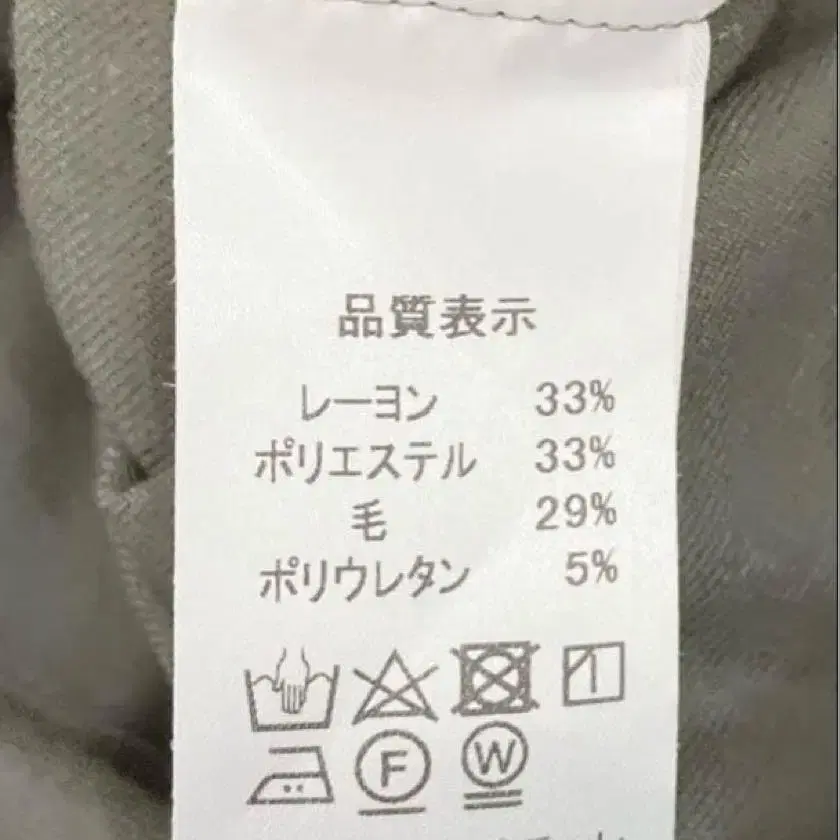 品質表示
レーヨン 33%
ポリエステル 33%
毛 29%
ポリウレタン 5%
F W